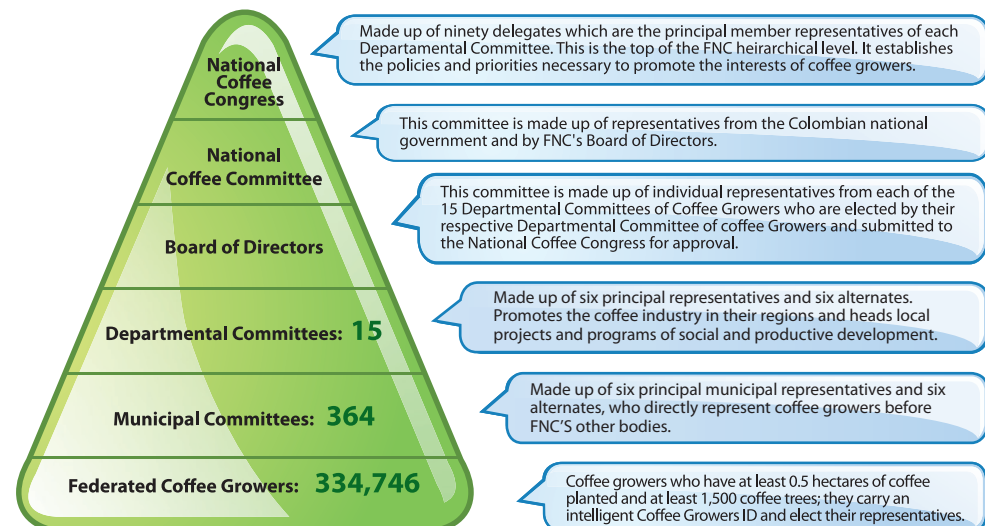 National
Coffee
Congress
Made up of ninety delegates which are the principal member representatives of each
Departamental Committee. This is the top of the FNC heirarchical level. It establishes
the policies and priorities necessary to promote the interests of coffee growers.
National
Coffee Committee
This committee is made up of representatives from the Colombian national
government and by FNC's Board of Directors.
Board of Directors
This committee is made up of individual representatives from each of the
15 Departmental Committees of Coffee Growers who are elected by their
respective Departmental Committee of coffee Growers and submitted to
the National Coffee Congress for approval.
Departmental Committees: 15
Made up of six principal representatives and six alternates.
Promotes the coffee industry in their regions and heads local
projects and programs of social and productive development.
Municipal Committees: 364
Made up of six principal municipal representatives and six
alternates, who directly represent coffee growers before
FNC'S other bodies.
Federated Coffee Growers: 334,746
Coffee growers who have at least 0.5 hectares of coffee
planted and at least 1,500 coffee trees; they carry an
intelligent Coffee Growers ID and elect their representatives.